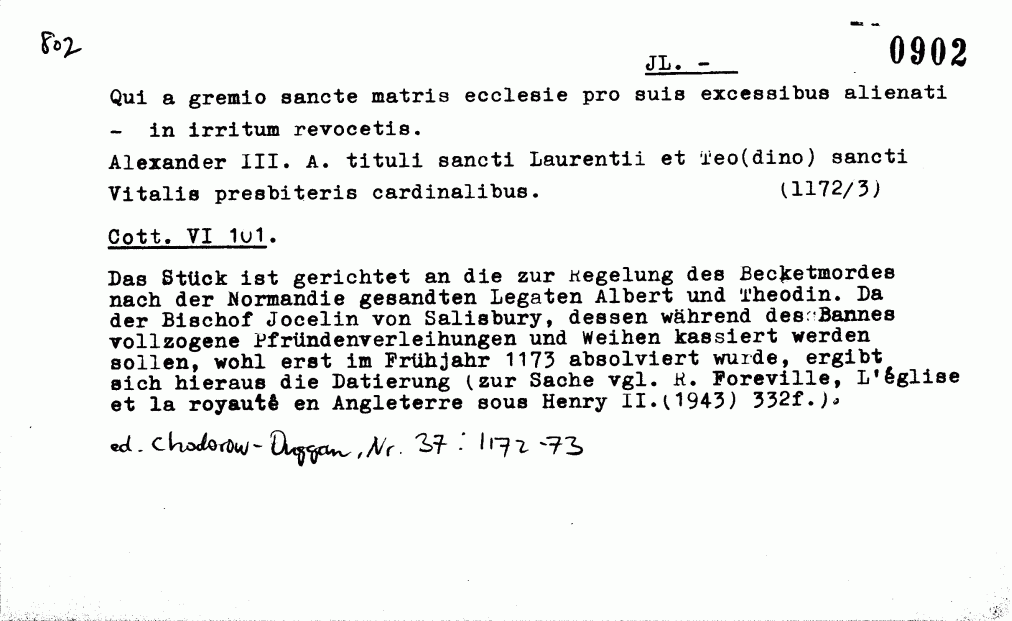 802
0902
JL. -
Qui a gremio sancte matris ecclesie pro suis excessibus alienati
- in irritum revocetis.
Alexander III. A. tituli sancti Laurentii et Teo(dino) sancti
Vitalis presbiteris cardinalibus. (1172/3)
Cott. VI 101.
Das Stück ist gerichtet an die zur Regelung des Becketmordes
nach der Normandie gesandten Legaten Albert und Theodin. Da
der Bischof Jocelin von Salisbury, dessen während des Bannes
vollzogene Pfründenverleihungen und Weihen kassiert werden
sollen, wohl erst im Frühjahr 1173 absolviert wurde, ergibt
sich hieraus die Datierung (zur Sache vgl. R. Foreville, L'église
et la royauté en Angleterre sous Henry II.(1943) 332f.).
ed. Chodorow-Duggan, Nr. 37 : 1172-73